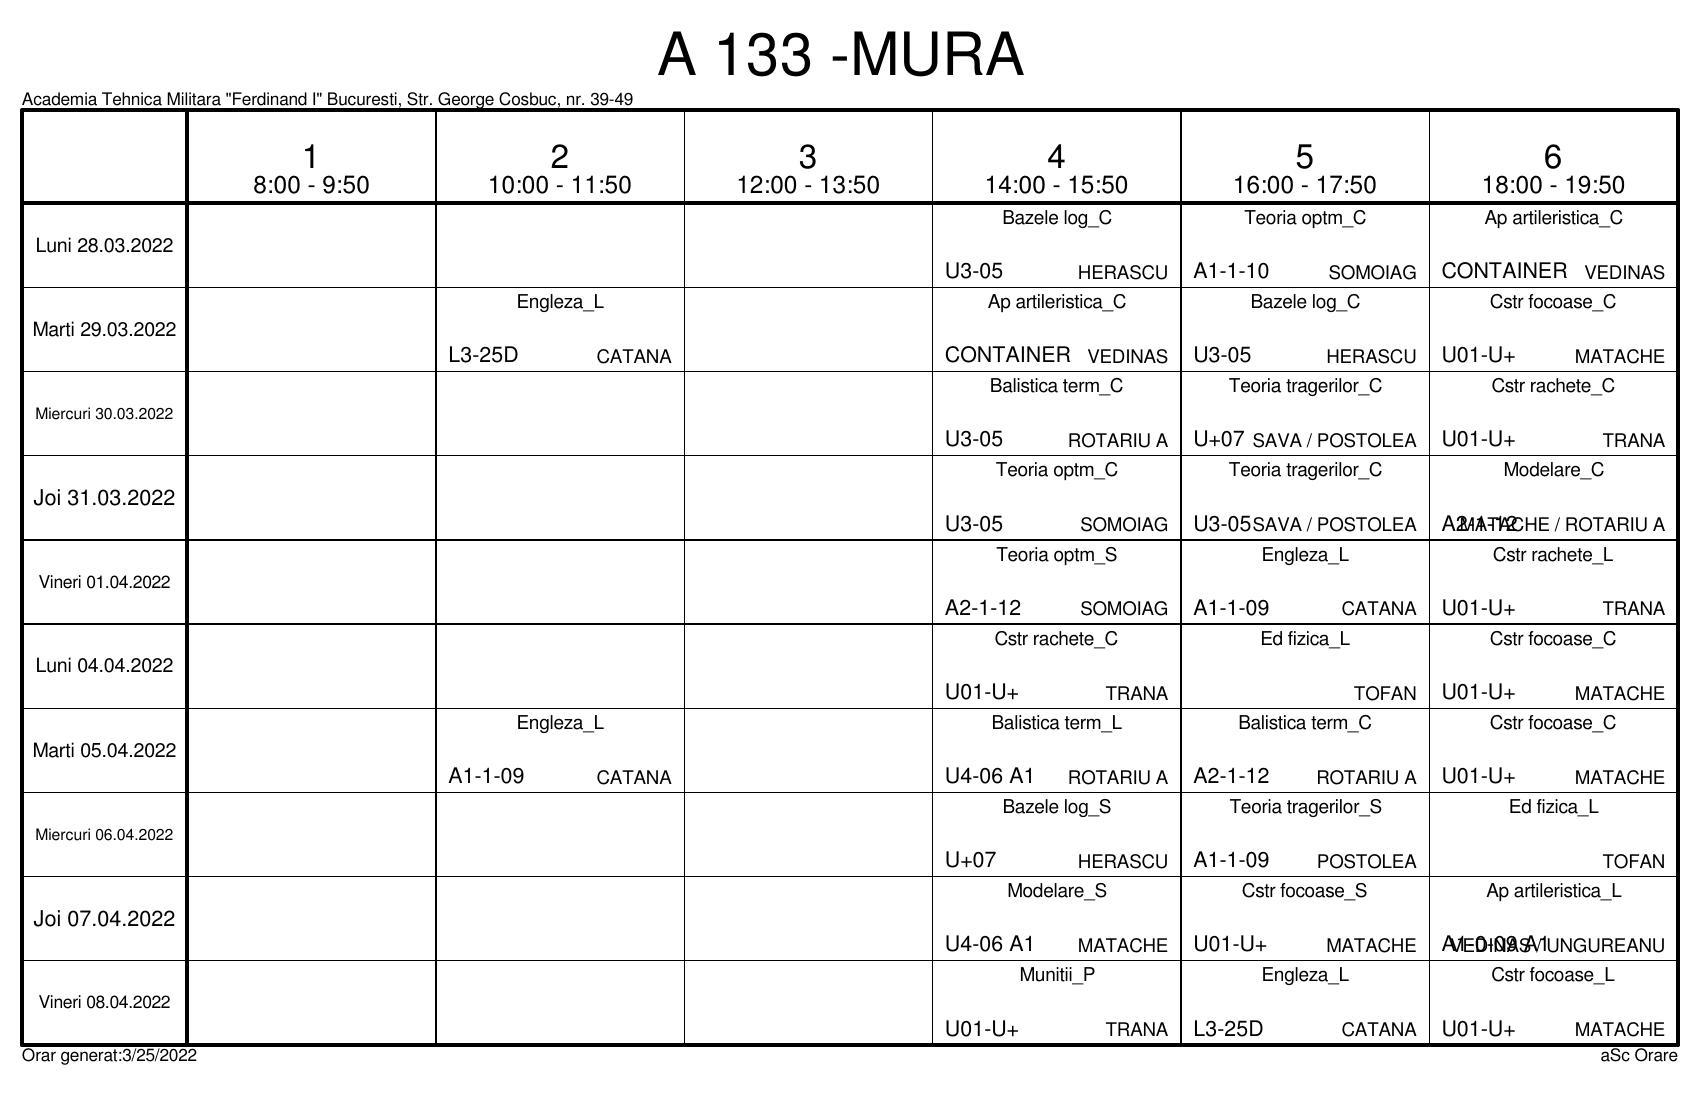 A 133 -MURA
Academia Tehnica Militara "Ferdinand I" Bucuresti, Str. George Cosbuc, nr. 39-49
1 2 3 4 5 6
8:00 - 9:50 10:00 - 11:50 12:00 - 13:50 14:00 - 15:50 16:00 - 17:50 18:00 - 19:50
Luni 28.03.2022
Bazele log_C
U3-05 HERASCU
Teoria optm_C
A1-1-10 SOMOIAG
Ap artileristica_C
CONTAINER VEDINAS
Marti 29.03.2022
Engleza_L
L3-25D CATANA
Ap artileristica_C
CONTAINER VEDINAS
Bazele log_C
U3-05 HERASCU
Cstr focoase_C
U01-U+ MATACHE
Miercuri 30.03.2022
Balistica term_C
U3-05 ROTARIU A
Teoria tragerilor_C
U+07 SAVA / POSTOLEA
Cstr rachete_C
U01-U+ TRANA
Joi 31.03.2022
Teoria optm_C
U3-05 SOMOIAG
Teoria tragerilor_C
U3-05 SAVA / POSTOLEA
Modelare_C
A2-1-12 MATACHE / ROTARIU A
Vineri 01.04.2022
Teoria optm_S
A2-1-12 SOMOIAG
Engleza_L
A1-1-09 CATANA
Cstr rachete_L
U01-U+ TRANA
Luni 04.04.2022
Cstr rachete_C
U01-U+ TRANA
Ed fizica_L
TOFAN
Cstr focoase_C
U01-U+ MATACHE
Marti 05.04.2022
Engleza_L
A1-1-09 CATANA
Balistica term_L
U4-06 A1 ROTARIU A
Balistica term_C
A2-1-12 ROTARIU A
Cstr focoase_C
U01-U+ MATACHE
Miercuri 06.04.2022
Bazele log_S
U+07 HERASCU
Teoria tragerilor_S
A1-1-09 POSTOLEA
Ed fizica_L
TOFAN
Joi 07.04.2022
Modelare_S
U4-06 A1 MATACHE
Cstr focoase_S
U01-U+ MATACHE
Ap artileristica_L
A1-0-09 A1 VEDINAS / UNGUREANU
Vineri 08.04.2022
Munitii_P
U01-U+ TRANA
Engleza_L
L3-25D CATANA
Cstr focoase_L
U01-U+ MATACHE
Orar generat:3/25/2022 aSc Orare